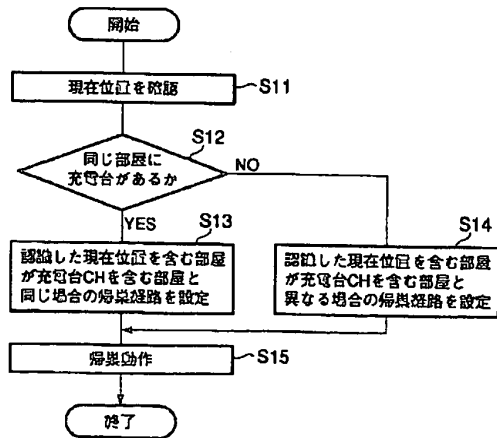 開始
現在位置を確認
S11
S12
同じ部屋に
充電台があるか
NO
YES
S13
認識した現在位置を含む部屋
が充電台CHを含む部屋と
同じ場合の帰巣経路を設定
S14
認識した現在位置を含む部屋
が充電台CHを含む部屋と
異なる場合の帰巣経路を設定
帰巣動作
S15
終了